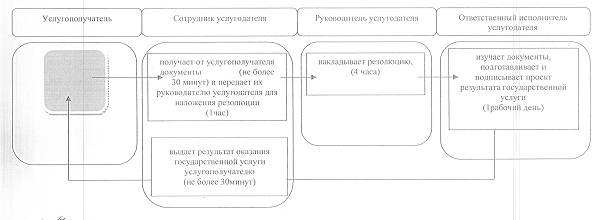 Услугополучатель
Сотрудник услугодателя
Руководитель услугодателя
Ответственный исполнитель
услугодателя
получает от услугополучателя
документы (не более
30 минут) и передает их
руководителю услугодателя для
наложения резолюции
(1час)
накладывает резолюцию,
(4 часа)
изучает документы,
подготавливает и
подписывает проект
результата государственной
услуги
(1рабочий день)
выдает результат оказания
государственной услуги
услугополучателю
(не более 30минут)